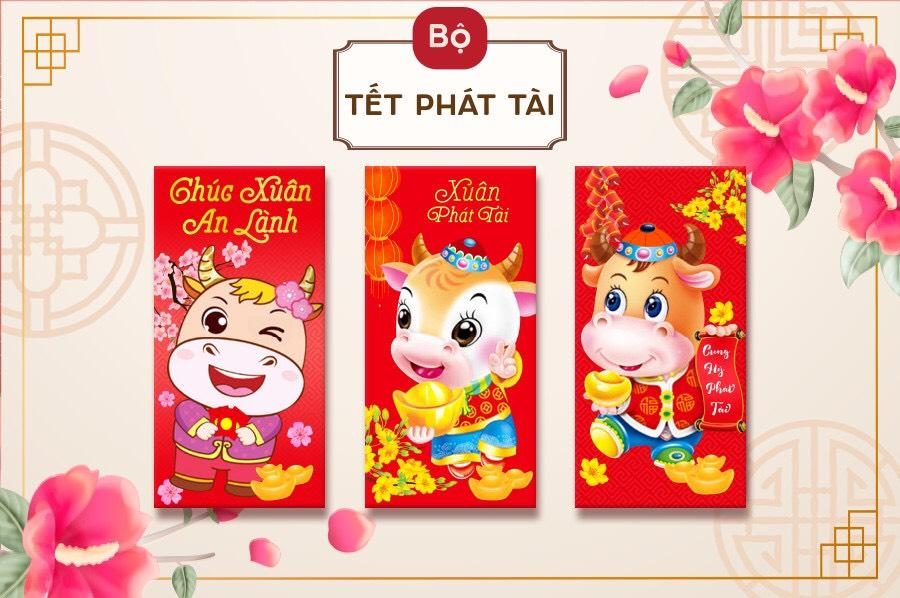 Bộ
TẾT PHÁT TÀI
Chúc Xuân
An Lành
Xuân
Phát Tài
Cung
Hỷ
Phát
Tài